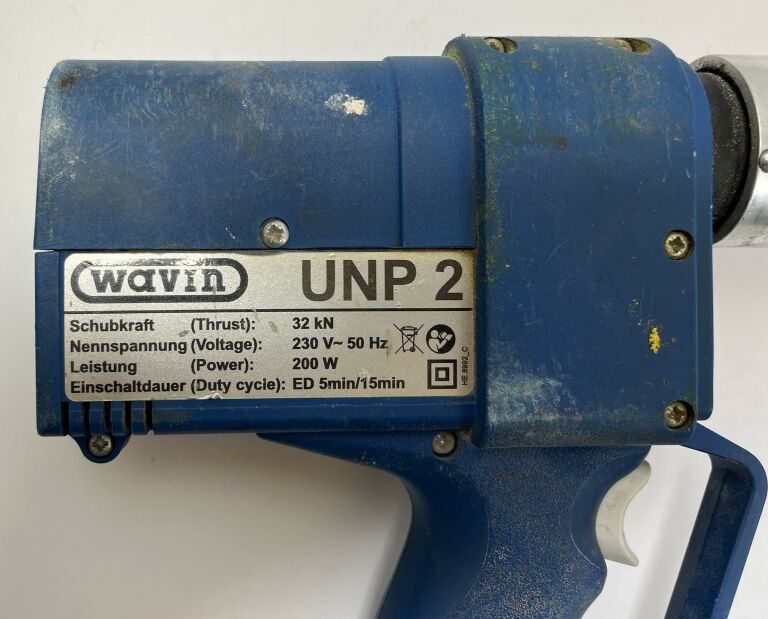 wavin UNP 2
Schubkraft (Thrust): 32 kN
Nennspannung (Voltage): 230 V~ 50 Hz
Leistung (Power): 200 W
Einschaltdauer (Duty cycle): ED 5min/15min
HE.6992_C